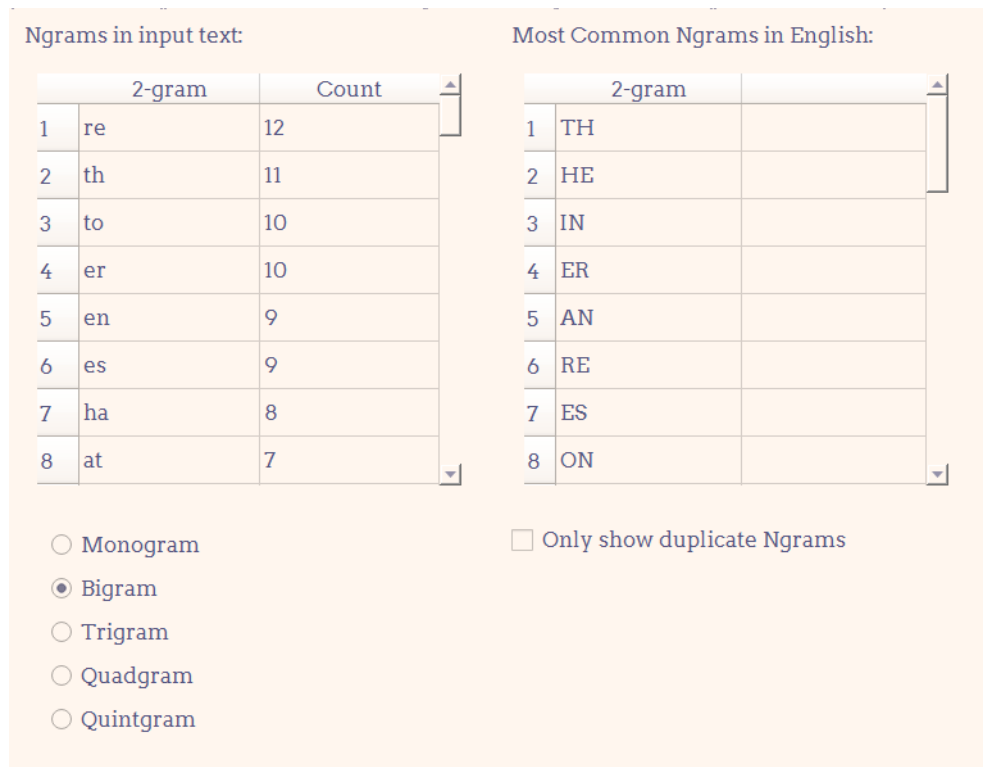 Ngrams in input text:
Most Common Ngrams in English:
2-gram Count
1 re 12
2 th 11
3 to 10
4 er 10
5 en 9
6 es 9
7 ha 8
8 at 7
2-gram
1 TH
2 HE
3 IN
4 ER
5 AN
6 RE
7 ES
8 ON
Monogram
Bigram
Trigram
Quadgram
Quintgram
Only show duplicate Ngrams